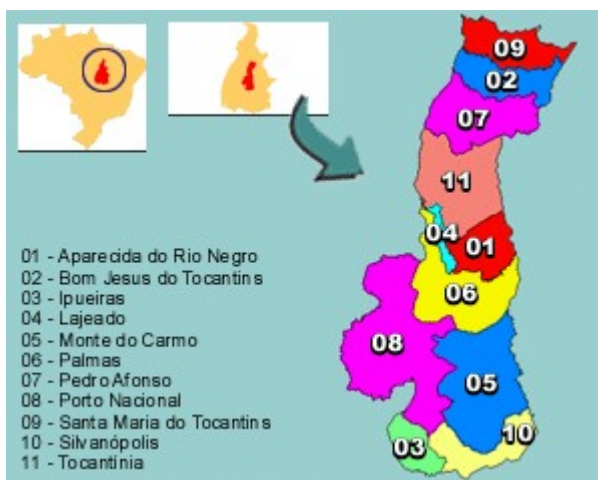 09
02
07
11
04
01
06
08
05
10
03
01 - Aparecida do Rio Negro
02 - Bom Jesus do Tocantins
03 - Ipueiras
04 - Lajeado
05 - Monte do Carmo
06 - Palmas
07 - Pedro Afonso
08 - Porto Nacional
09 - Santa Maria do Tocantins
10 - Silvanópolis
11 - Tocantínia